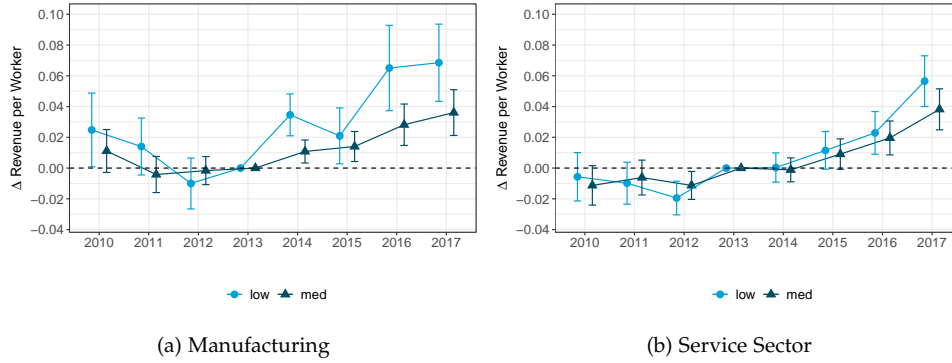 Δ Revenue per Worker
0.10
0.08
0.06
0.04
0.02
0.00
−0.02
−0.04
2010 2011 2012 2013 2014 2015 2016 2017
low med
(a) Manufacturing
Δ Revenue per Worker
0.10
0.08
0.06
0.04
0.02
0.00
−0.02
−0.04
2010 2011 2012 2013 2014 2015 2016 2017
low med
(b) Service Sector